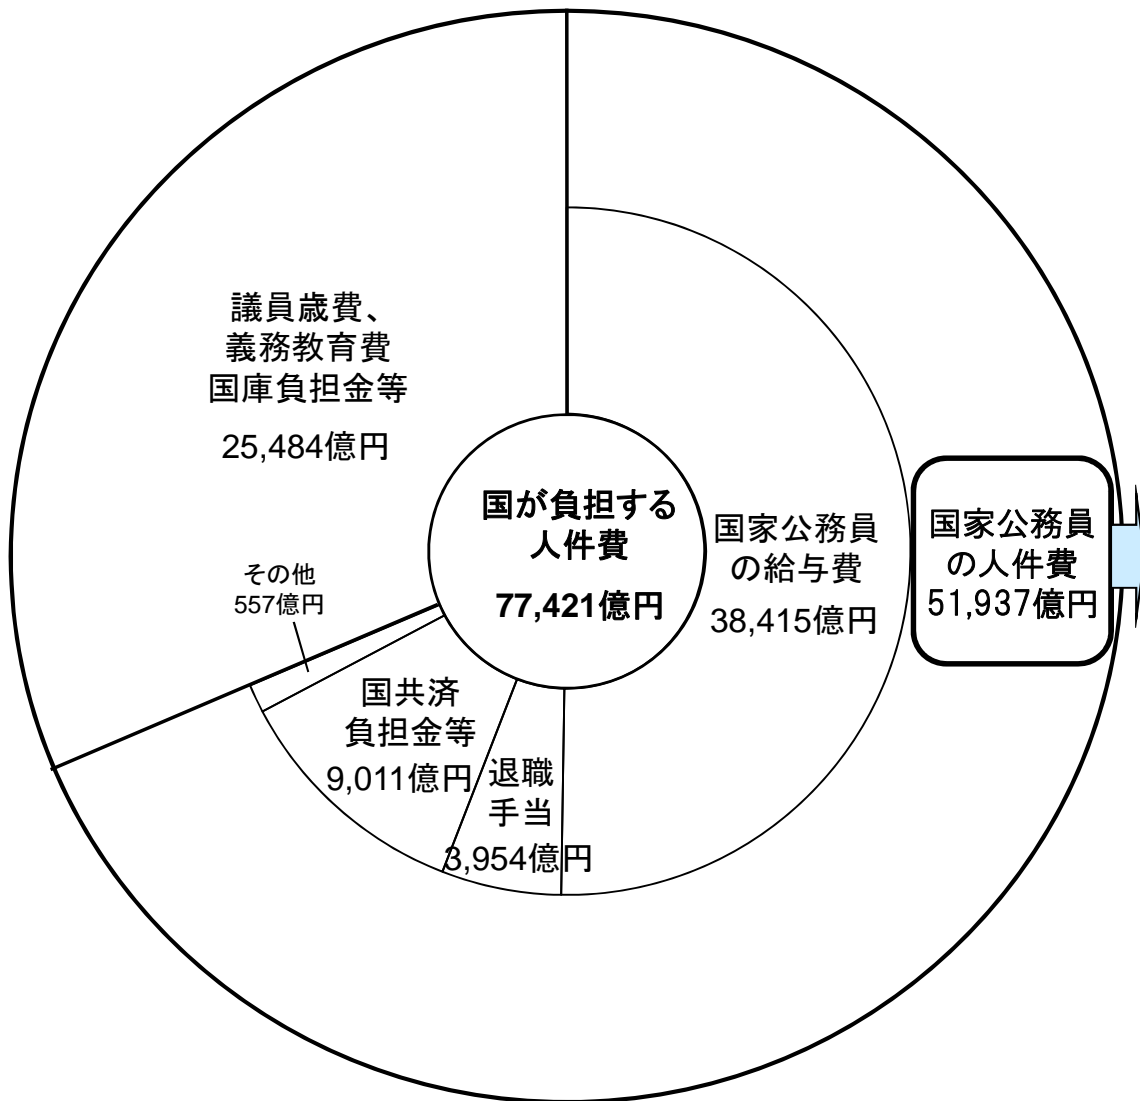 議員歳費、
義務教育費
国庫負担金等
25,484億円
国が負担する
人件費
77,421億円
国家公務員
の給与費
38,415億円
国家公務員
の人件費
51,937億円
その他
557億円
国共済
負担金等
9,011億円
退職
手当
3,954億円